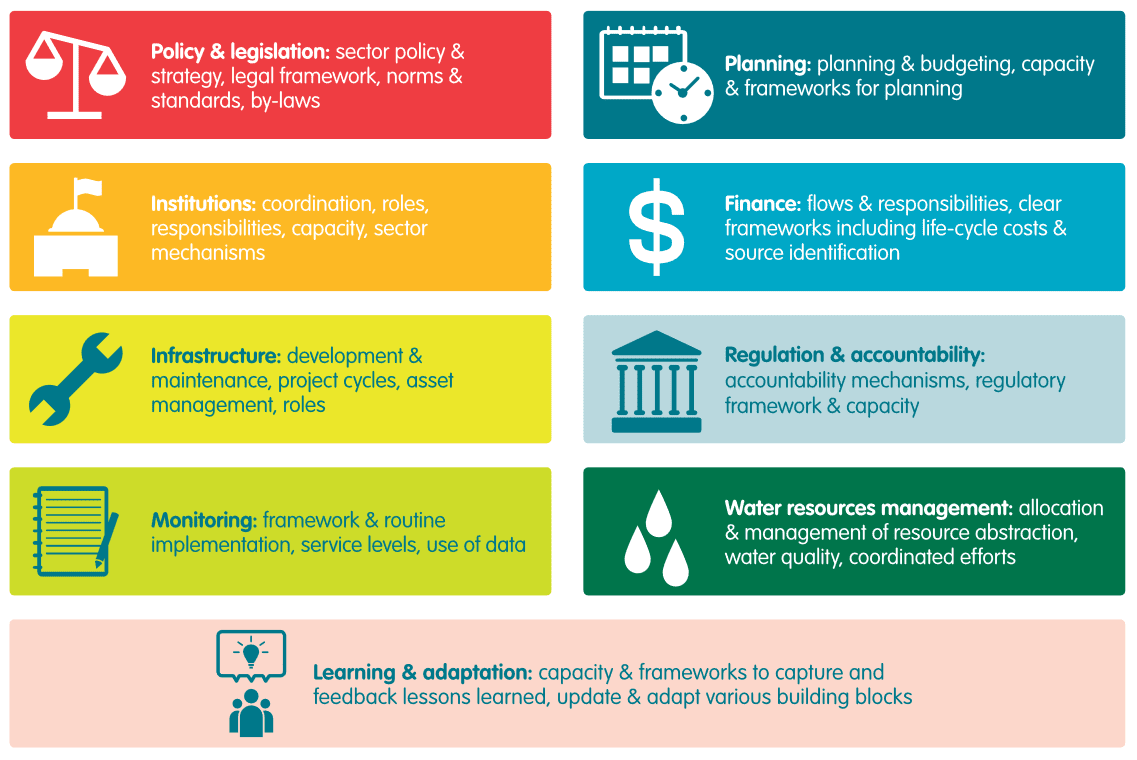 Policy & legislation: sector policy &
strategy, legal framework, norms &
standards, by-laws
Planning: planning & budgeting, capacity
& frameworks for planning
Institutions: coordination, roles,
responsibilities, capacity, sector
mechanisms
Finance: flows & responsibilities, clear
frameworks including life-cycle costs &
source identification
Infrastructure: development &
maintenance, project cycles, asset
management, roles
Regulation & accountability:
accountability mechanisms, regulatory
framework & capacity
Monitoring: framework & routine
implementation, service levels, use of data
Water resources management: allocation
& management of resource abstraction,
water quality, coordinated efforts
Learning & adaptation: capacity & frameworks to capture and
feedback lessons learned, update & adapt various building blocks